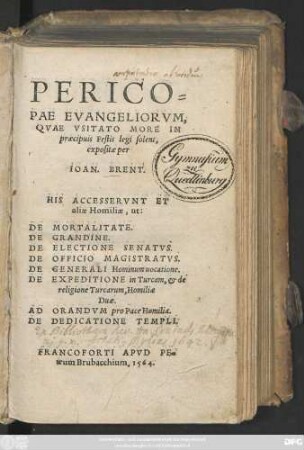 PERICO-
PAE EVANGELIORVM,
QVAE VSITATO MORE IN
præcipuis Festis legi solent,
expositæ per
IOAN. BRENT.
Gymnasium
zu
Quedlinburg
HIS ACCESSERVNT ET
aliæ Homiliæ, ut:
DE MORTALITATE.
DE GRANDINE.
DE ELECTIONE SENATVS.
DE OFFICIO MAGISTRATVS.
DE GENERALI Hominum uocatione.
DE EXPEDITIONE in Turcam, & de
religione Turcarum, Homiliæ
Duæ.
AD ORANDVM pro Pace Homiliæ.
DE DEDICATIONE TEMPLI.
FRANCOFORTI APVD PE-
trum Brubacchium, 1564.
DFG